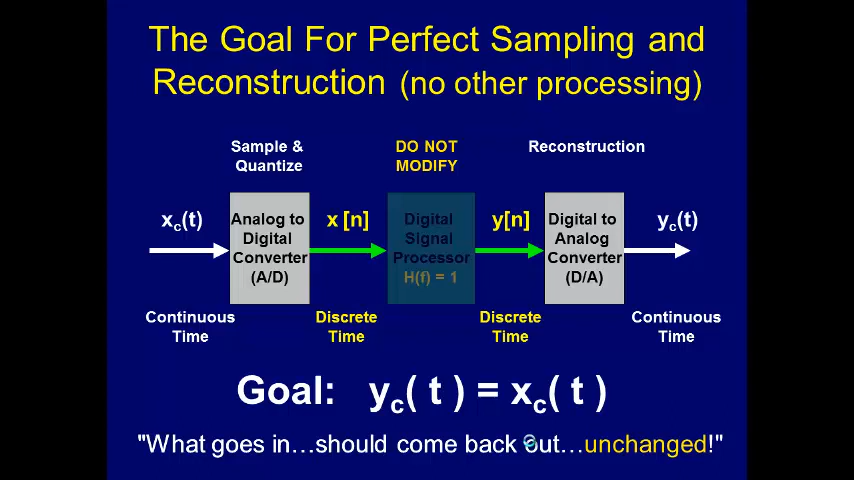 The Goal For Perfect Sampling and
Reconstruction (no other processing)
Sample &
Quantize
DO NOT
MODIFY
Reconstruction
xc(t)
Analog to
Digital
Converter
(A/D)
x [n]
Digital
Signal
Processor
H(f) = 1
y[n]
Digital to
Analog
Converter
(D/A)
yc(t)
Continuous
Time
Discrete
Time
Discrete
Time
Continuous
Time
Goal: yc( t ) = xc( t )
"What goes in…should come back out…unchanged!"